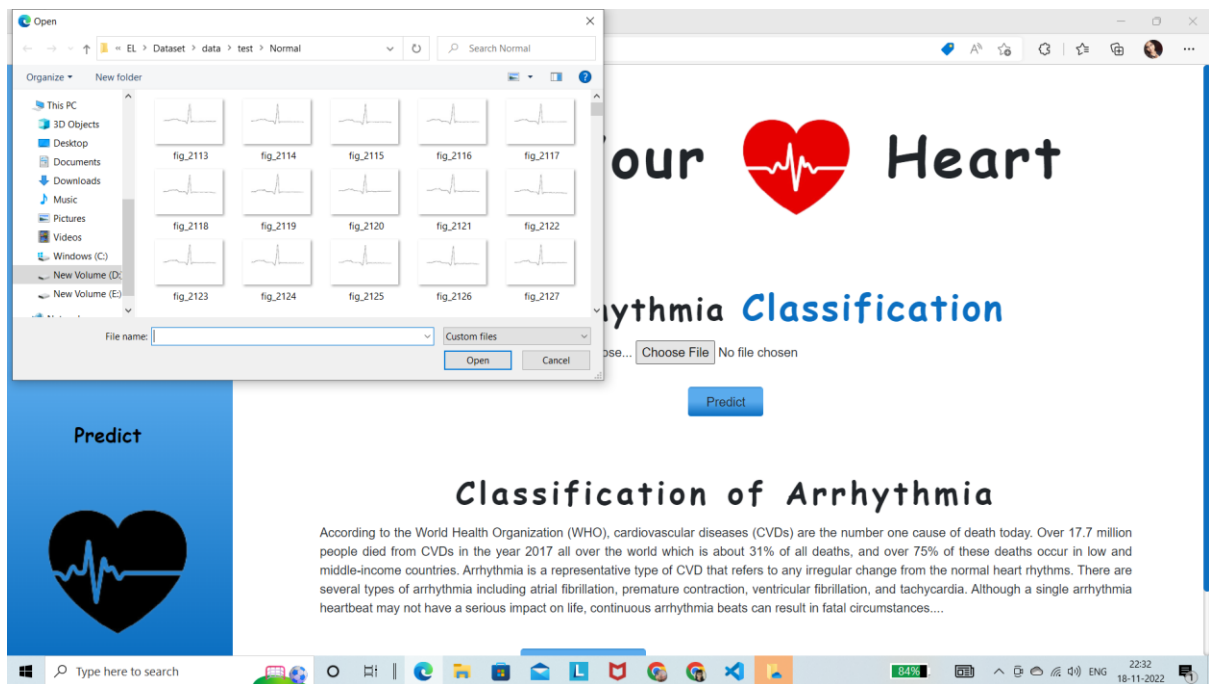 Open
« EL > Dataset > data > test > Normal
Search Normal
Organize
New folder
This PC
3D Objects
Desktop
Documents
Downloads
Music
Pictures
Videos
Windows (C:)
New Volume (D:
New Volume (E:)
fig_2113 fig_2114 fig_2115 fig_2116 fig_2117
fig_2118 fig_2119 fig_2120 fig_2121 fig_2122
fig_2123 fig_2124 fig_2125 fig_2126 fig_2127
File name:
Custom files
Open Cancel
our Heart
ythmia Classification
ose... Choose File No file chosen
Predict
Predict
Classification of Arrhythmia
According to the World Health Organization (WHO), cardiovascular diseases (CVDs) are the number one cause of death today. Over 17.7 million
people died from CVDs in the year 2017 all over the world which is about 31% of all deaths, and over 75% of these deaths occur in low and
middle-income countries. Arrhythmia is a representative type of CVD that refers to any irregular change from the normal heart rhythms. There are
several types of arrhythmia including atrial fibrillation, premature contraction, ventricular fibrillation, and tachycardia. Although a single arrhythmia
heartbeat may not have a serious impact on life, continuous arrhythmia beats can result in fatal circumstances....
Type here to search
84%
ENG
22:32
18-11-2022